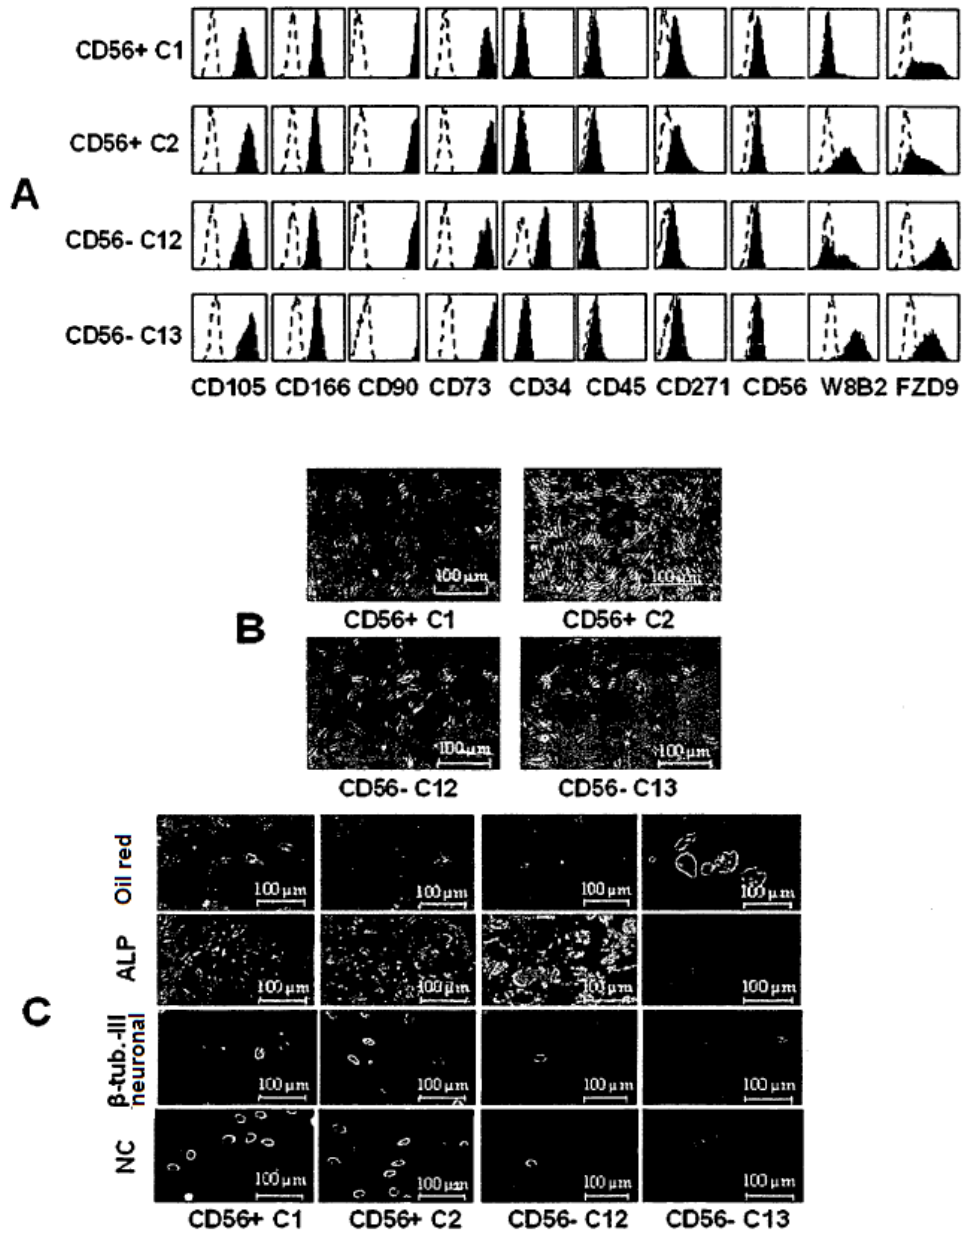 CD56+ C1
CD56+ C2
A
CD56- C12
CD56- C13
CD105 CD166 CD90 CD73 CD34 CD45 CD271 CD56 W8B2 FZD9
100 μm 100 μm
CD56+ C1 CD56+ C2
B
100 μm 100 μm
CD56- C12 CD56- C13
Oil red
100 μm 100 μm 100 μm 100 μm
ALP
100 μm 100 μm 100 μm 100 μm
C
β-tub.-III
neuronal
100 μm 100 μm 100 μm 100 μm
NC
100 μm 100 μm 100 μm 100 μm
CD56+ C1 CD56+ C2 CD56- C12 CD56- C13